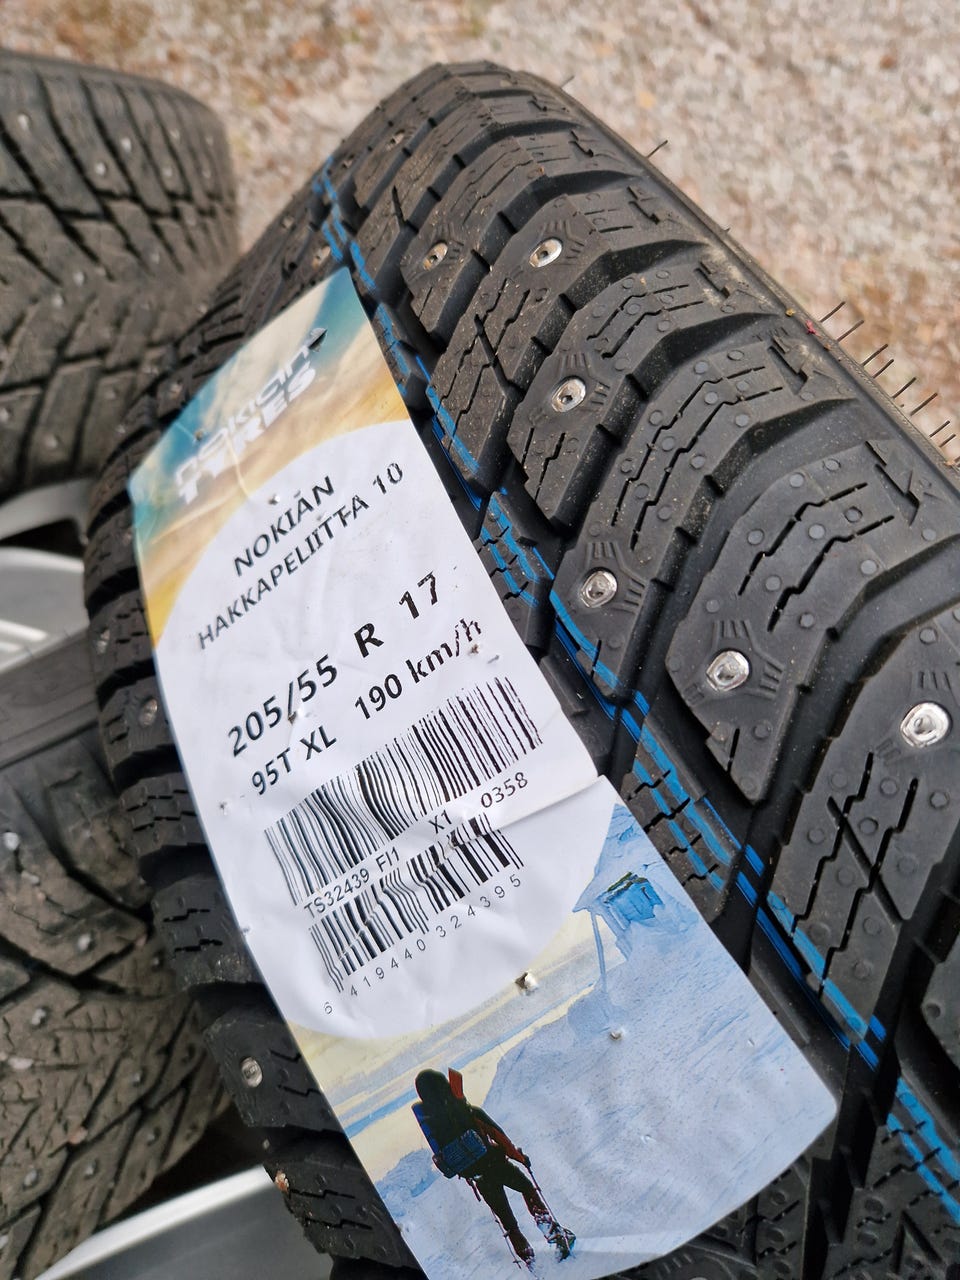 nokian
TYRES
NOKIAN
HAKKAPELIITTA 10
205/55 R 17
95T XL 190 km/h
TS32439 FI1 X1 0358
6 419440 324395